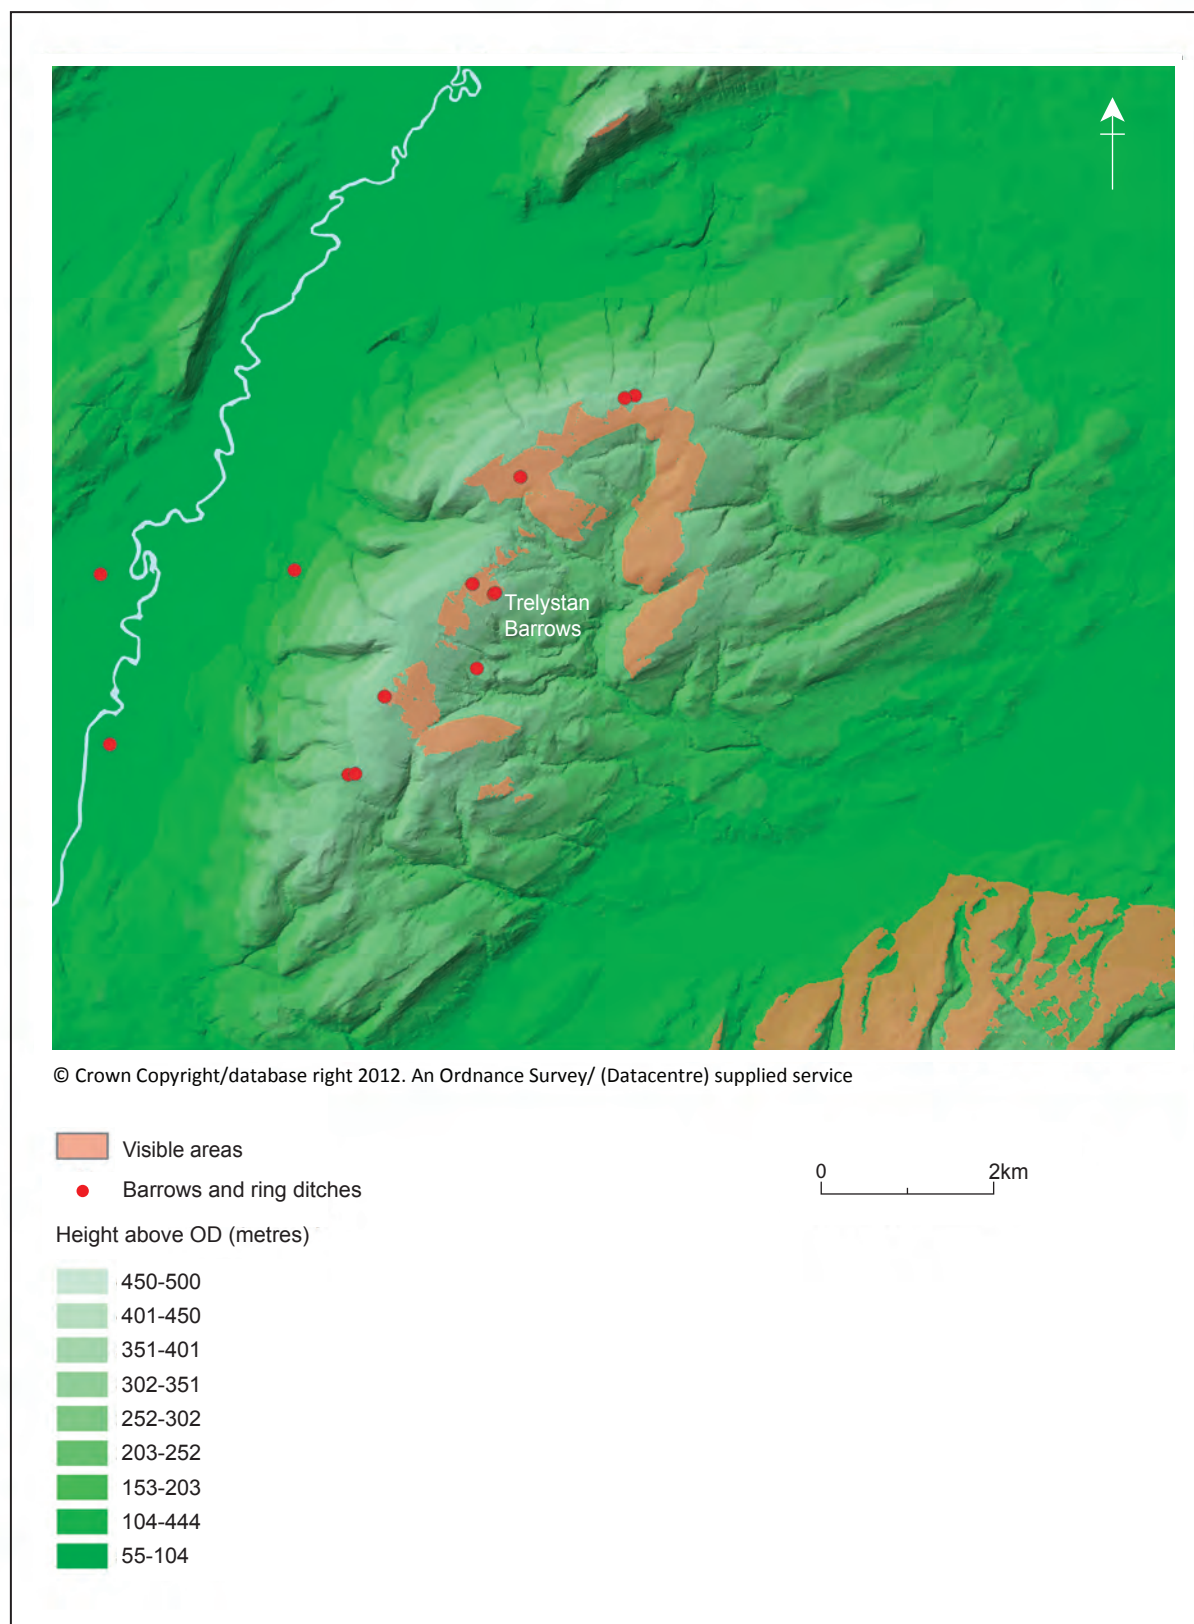 Trelystan
Barrows
© Crown Copyright/database right 2012. An Ordnance Survey/ (Datacentre) supplied service
Visible areas
Barrows and ring ditches
0 2km
Height above OD (metres)
450-500
401-450
351-401
302-351
252-302
203-252
153-203
104-444
55-104